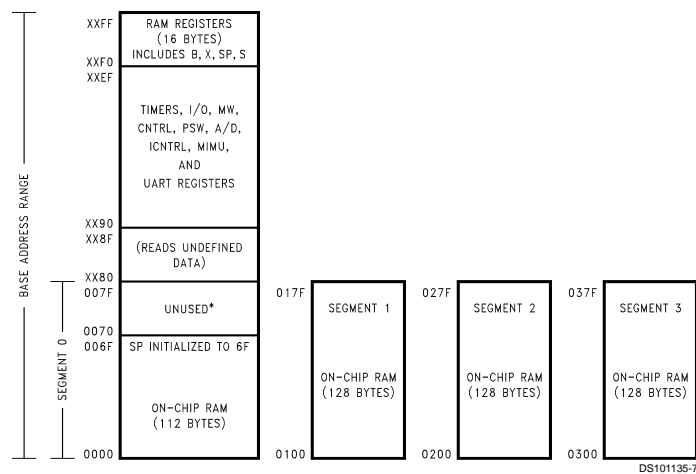 XXFF
RAM REGISTERS
(16 BYTES)
INCLUDES B, X, SP, S
XXF0
XXEF
TIMERS, I/O, MW,
CNTRL, PSW, A/D,
ICNTRL, MIMU,
AND
UART REGISTERS
XX90
XX8F
(READS UNDEFINED
DATA)
XX80
007F
UNUSED*
0070
006F
SP INITIALIZED TO 6F
ON-CHIP RAM
(112 BYTES)
0000
BASE ADDRESS RANGE
SEGMENT 0
017F
SEGMENT 1
ON-CHIP RAM
(128 BYTES)
0100
027F
SEGMENT 2
ON-CHIP RAM
(128 BYTES)
0200
037F
SEGMENT 3
ON-CHIP RAM
(128 BYTES)
0300
DS101135-7